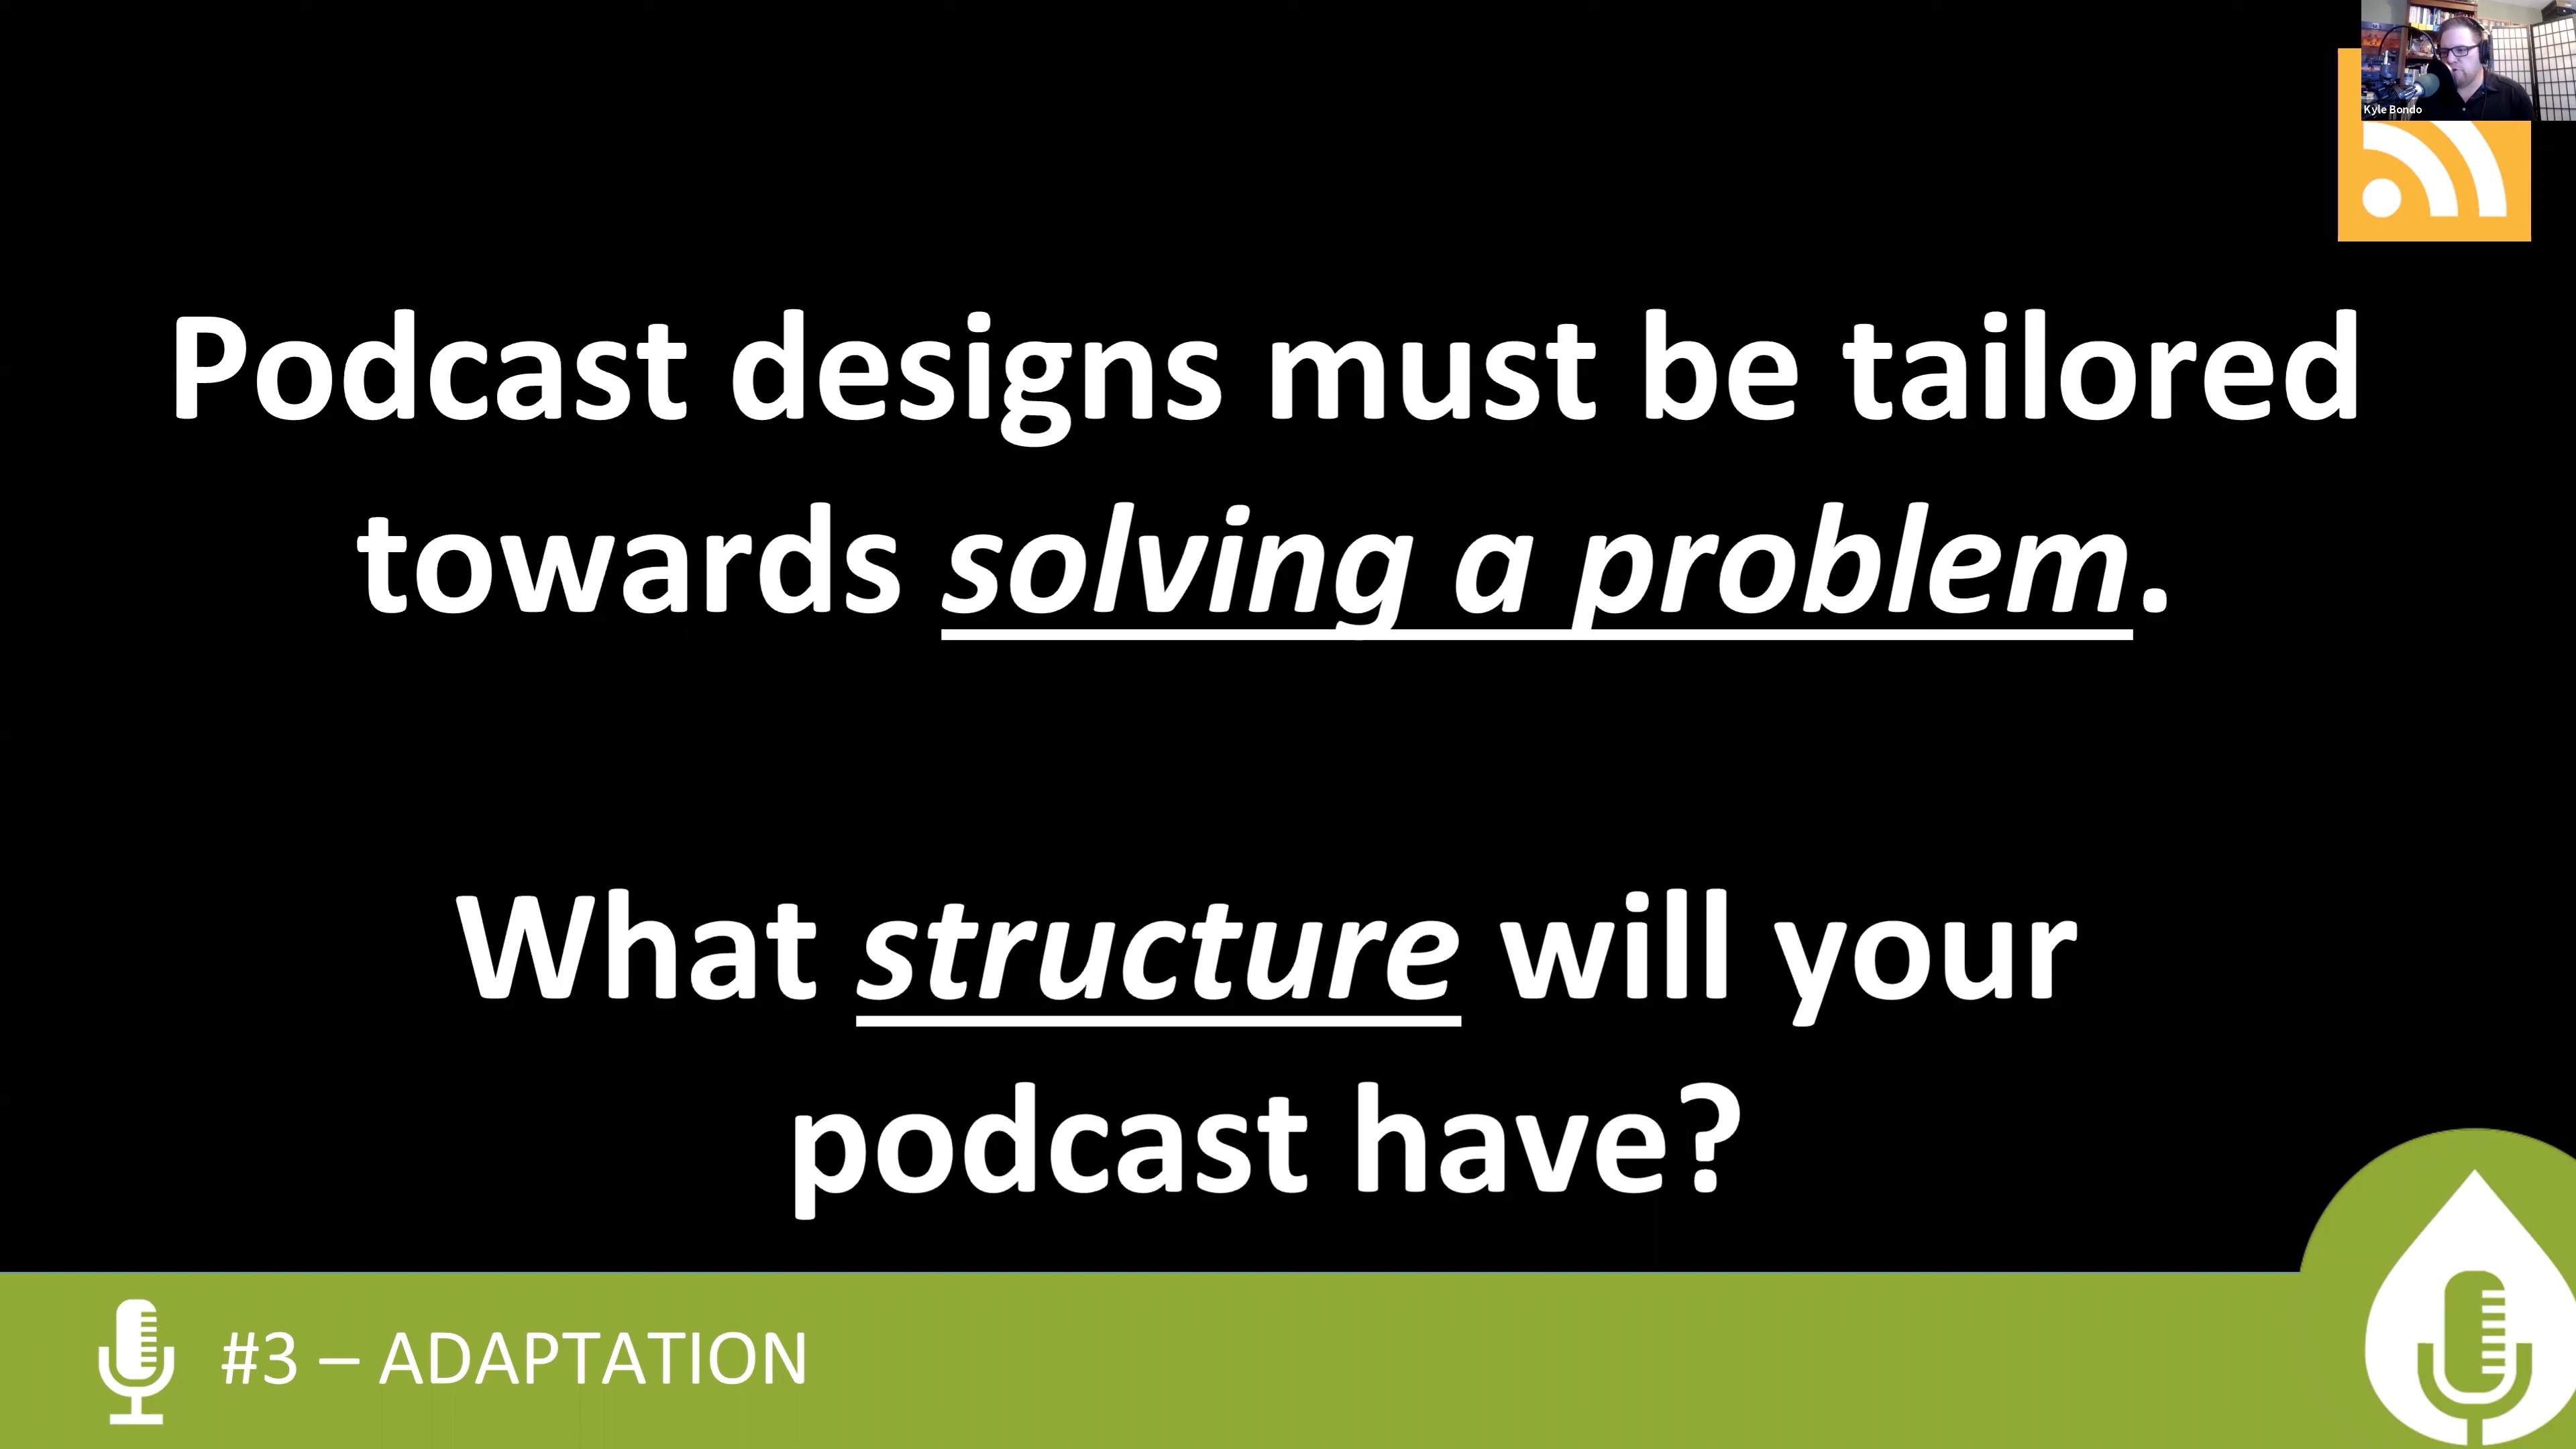 Kyle Bondo
Podcast designs must be tailored
towards solving a problem.
What structure will your
podcast have?
#3 – ADAPTATION